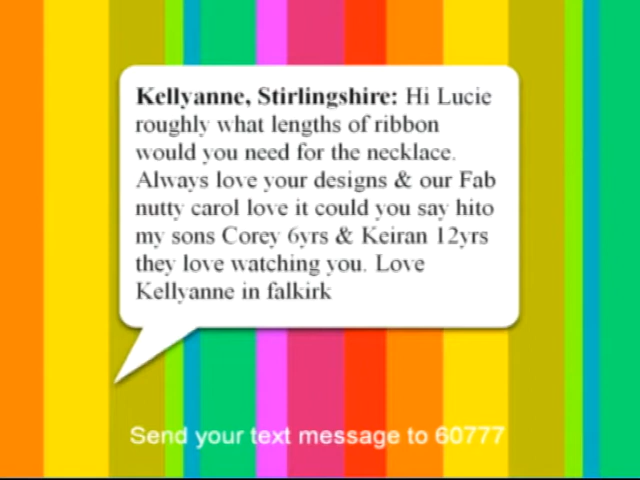 Kellyanne, Stirlingshire: Hi Lucie
roughly what lengths of ribbon
would you need for the necklace.
Always love your designs & our Fab
nutty carol love it could you say hito
my sons Corey 6yrs & Keiran 12yrs
they love watching you. Love
Kellyanne in falkirk
Send your text message to 60777